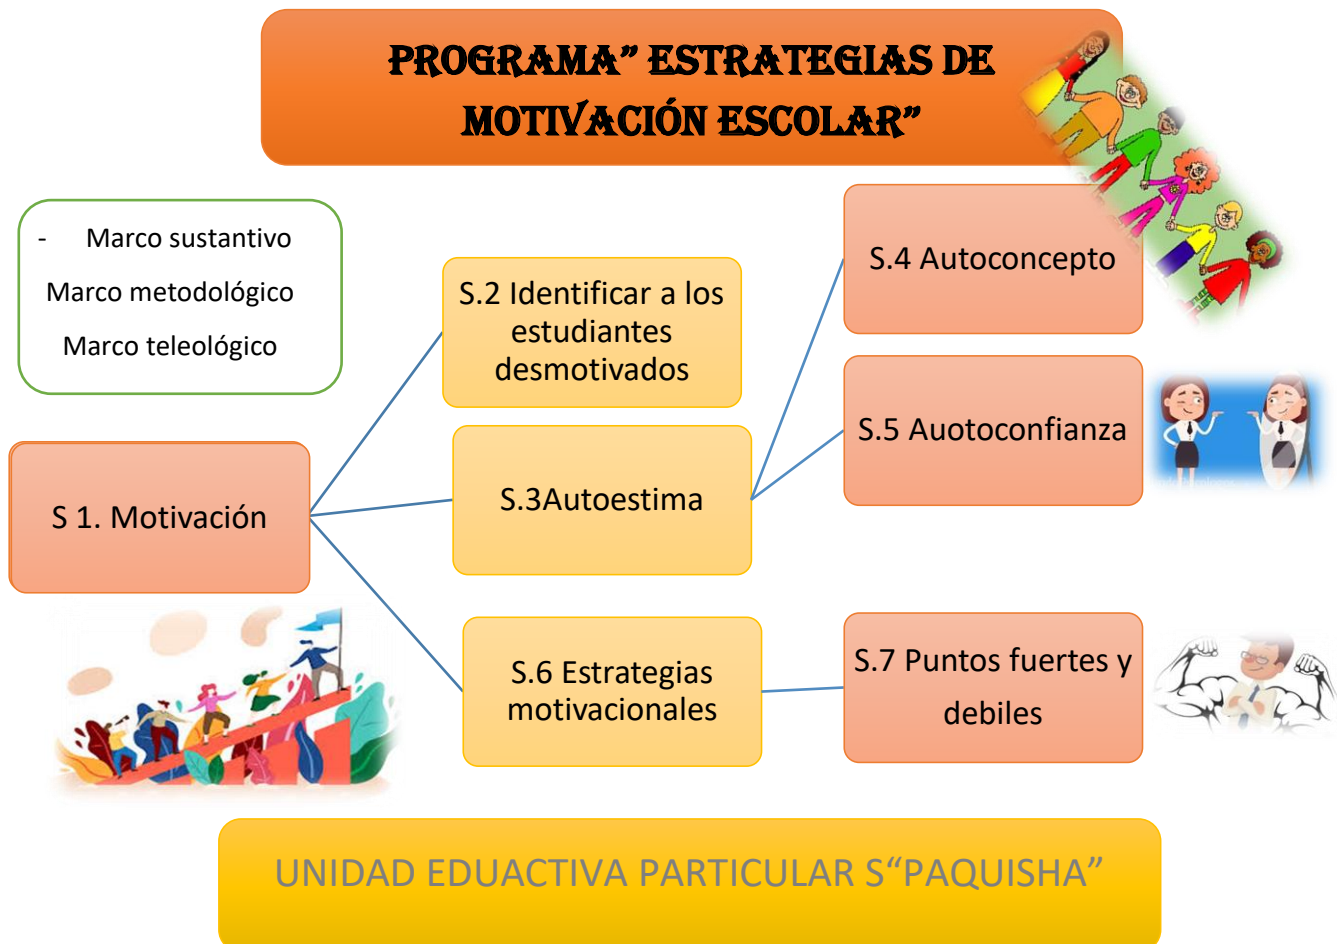 PROGRAMA” ESTRATEGIAS DE
MOTIVACIÓN ESCOLAR”
- Marco sustantivo
Marco metodológico
Marco teleológico
S 1. Motivación
S.2 Identificar a los
estudiantes
desmotivados
S.3Autoestima
S.4 Autoconcepto
S.5 Auotoconfianza
S.6 Estrategias
motivacionales
S.7 Puntos fuertes y
debiles
UNIDAD EDUACTIVA PARTICULAR S“PAQUISHA”